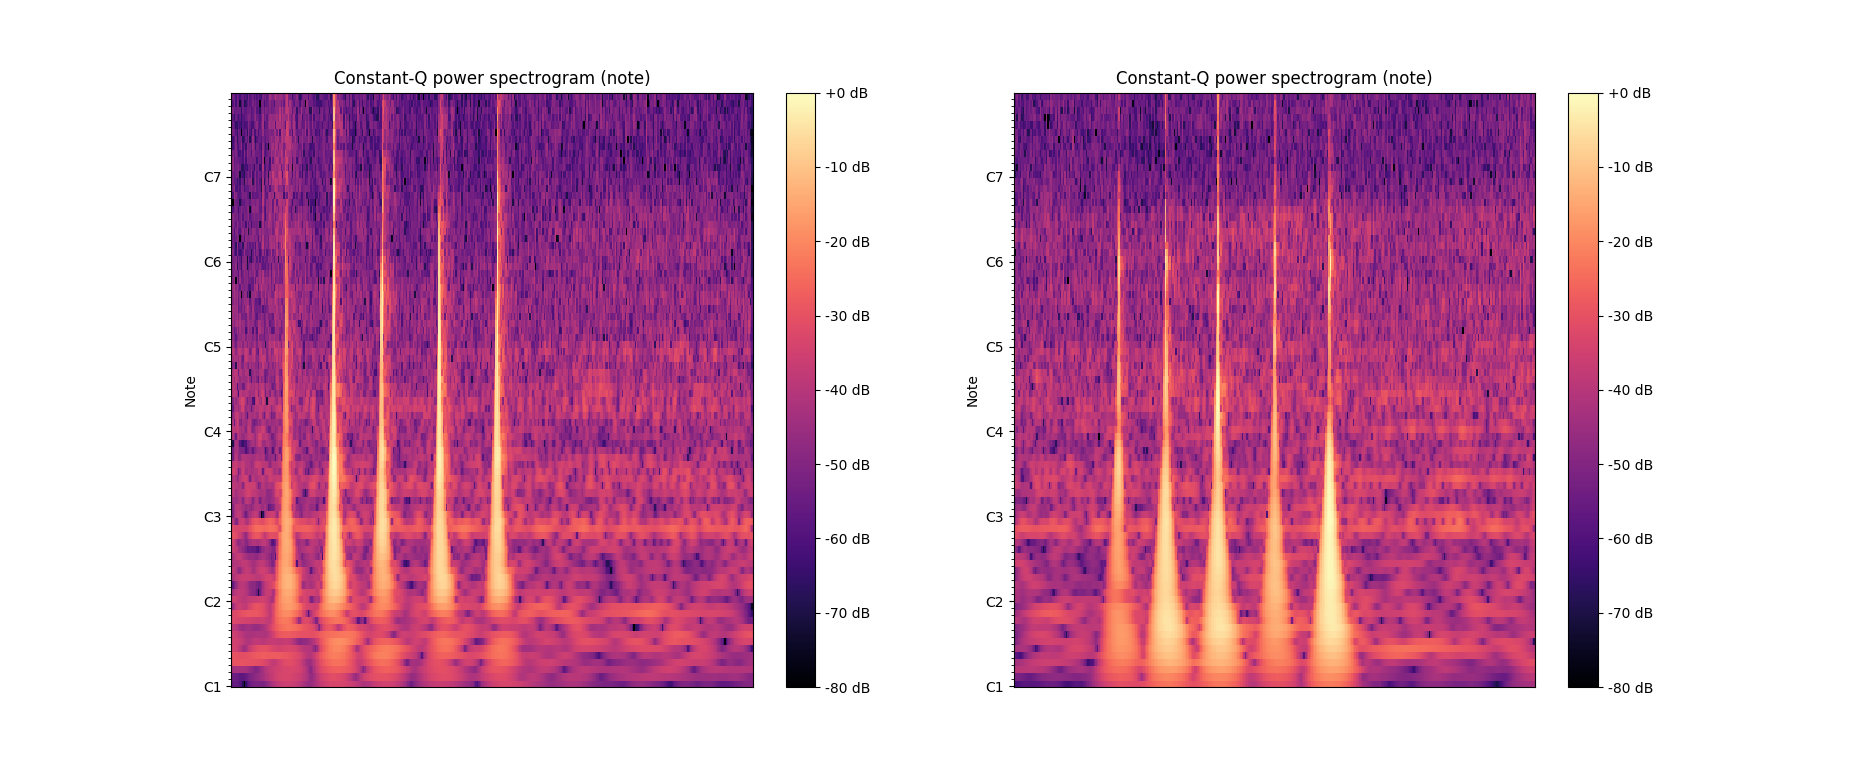 Constant-Q power spectrogram (note)
Note
C7
C6
C5
C4
C3
C2
C1
+0 dB
-10 dB
-20 dB
-30 dB
-40 dB
-50 dB
-60 dB
-70 dB
-80 dB
Constant-Q power spectrogram (note)
Note
C7
C6
C5
C4
C3
C2
C1
+0 dB
-10 dB
-20 dB
-30 dB
-40 dB
-50 dB
-60 dB
-70 dB
-80 dB